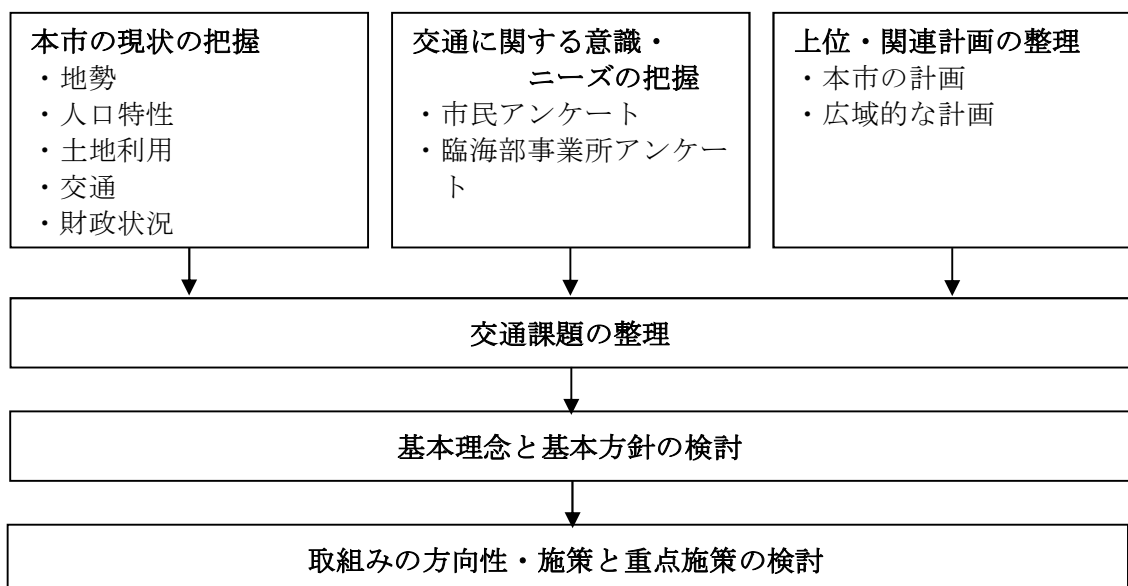 本市の現状の把握
・地勢
・人口特性
・土地利用
・交通
・財政状況
交通に関する意識・
ニーズの把握
・市民アンケート
・臨海部事業所アンケー
ト
上位・関連計画の整理
・本市の計画
・広域的な計画
交通課題の整理
基本理念と基本方針の検討
取組みの方向性・施策と重点施策の検討